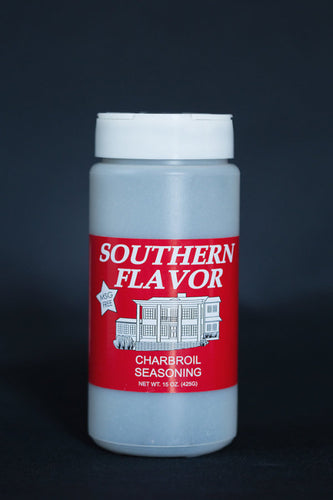 SOUTHERN
FLAVOR
MSG
FREE
CHARBROIL
SEASONING
NET WT. 15 OZ. (425G)